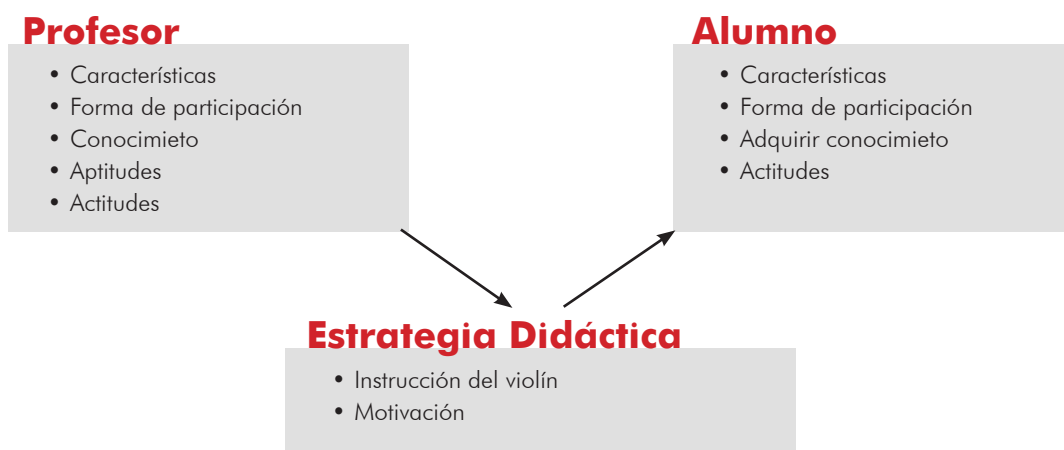 Profesor
• Características
• Forma de participación
• Conocimieto
• Aptitudes
• Actitudes
Alumno
• Características
• Forma de participación
• Adquirir conocimieto
• Actitudes
Estrategia Didáctica
• Instrucción del violín
• Motivación